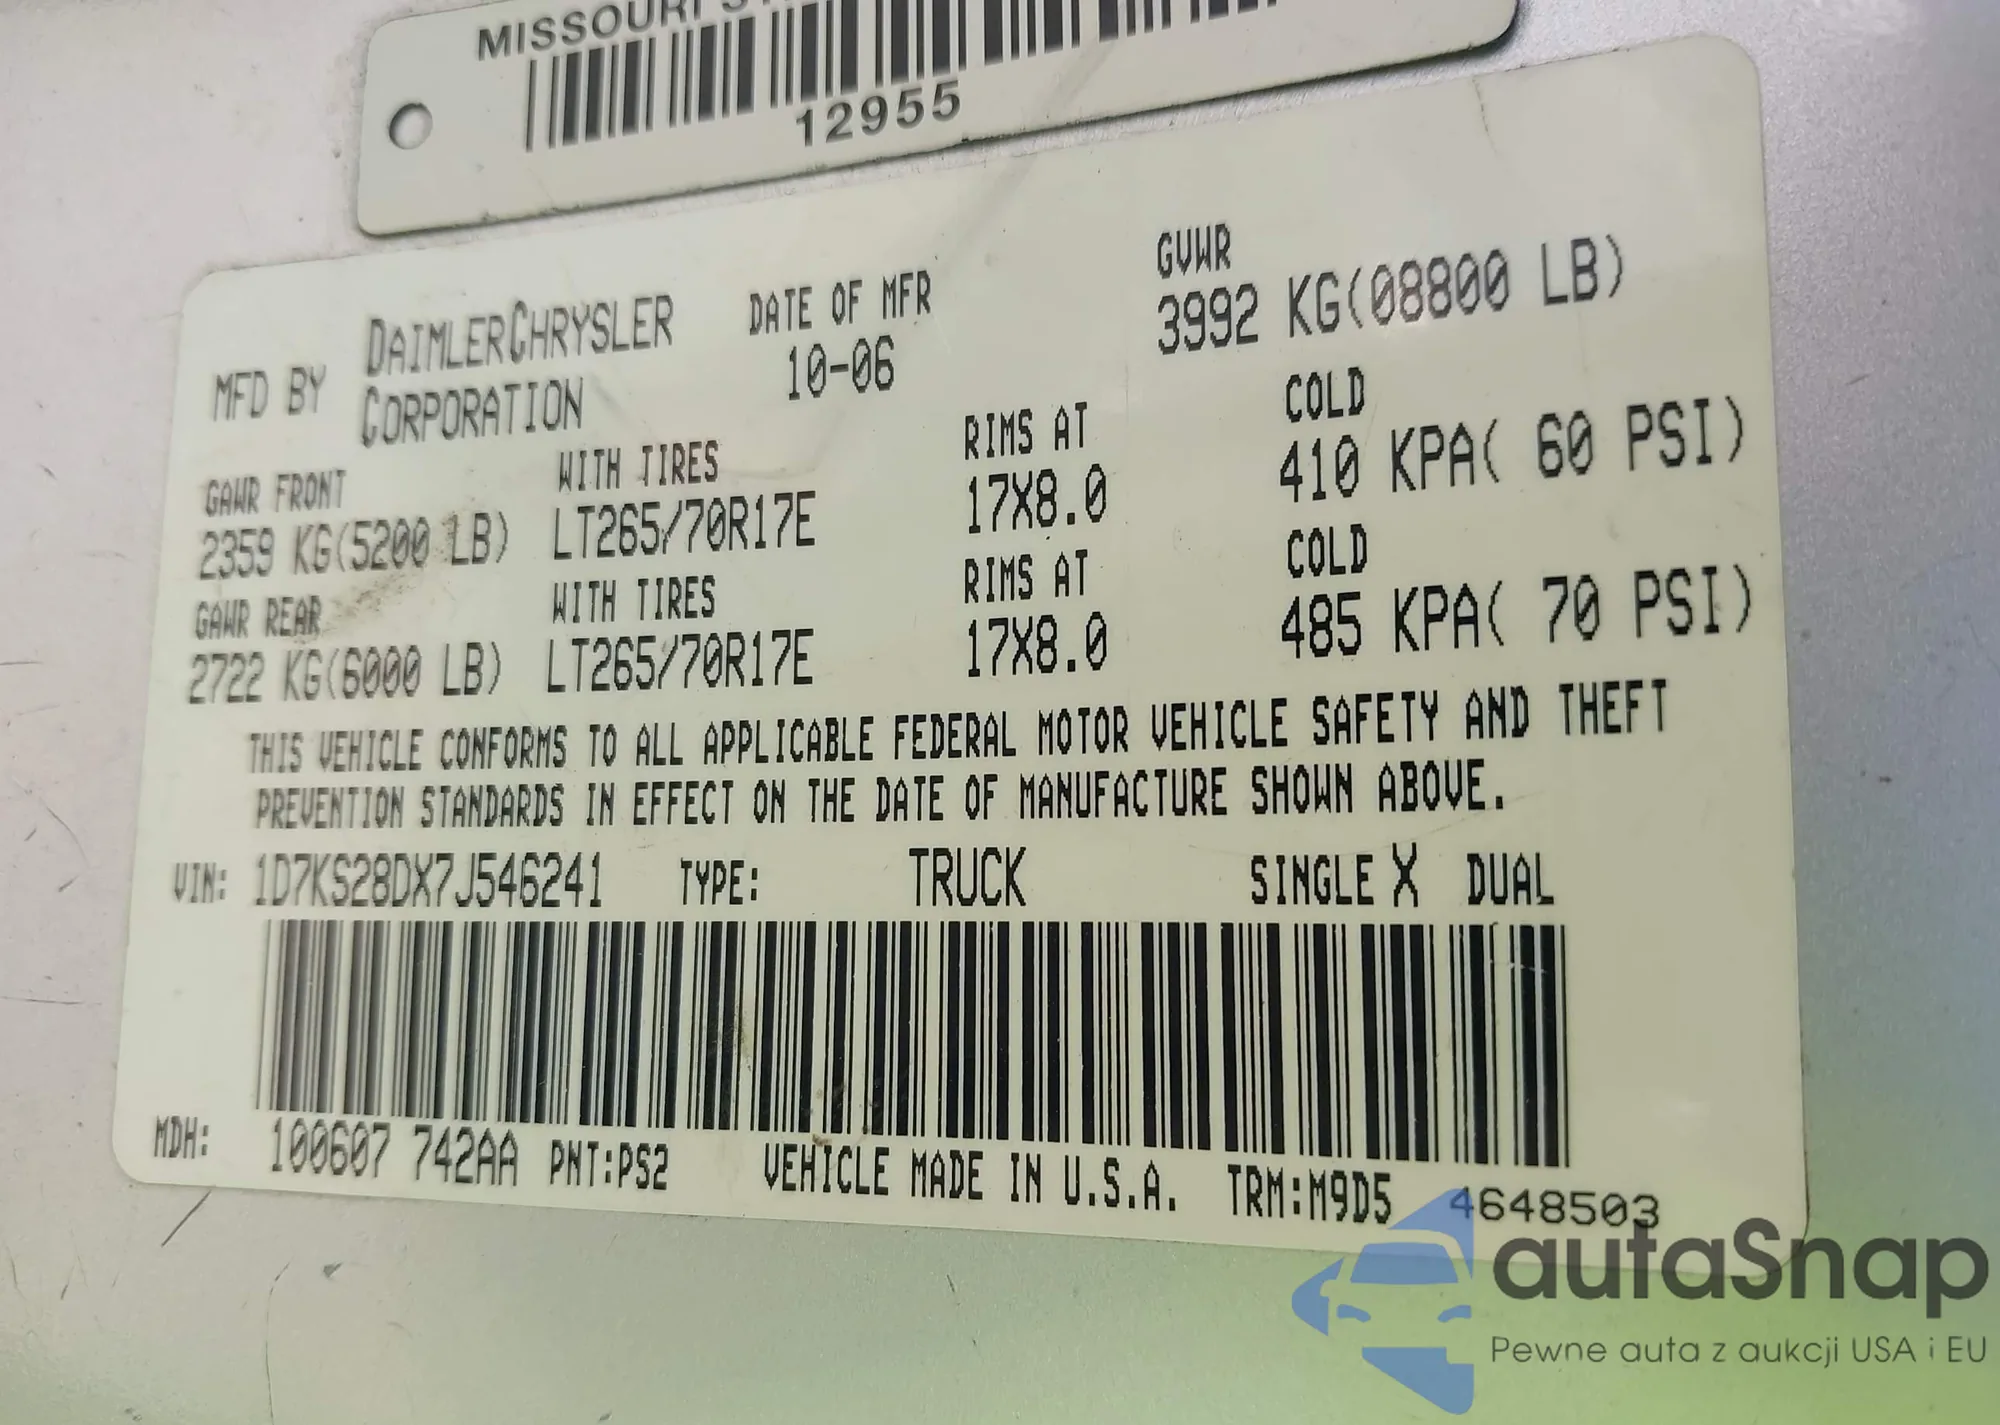 MISSOURI
12955
MFD BY DAIMLERCHRYSLER CORPORATION
DATE OF MFR
10-06
GVWR
3992 KG(08800 LB)
GAWR FRONT WITH TIRES RIMS AT COLD
2359 KG(5200 LB) LT265/70R17E 17X8.0 410 KPA( 60 PSI)
GAWR REAR WITH TIRES RIMS AT COLD
2722 KG(6000 LB) LT265/70R17E 17X8.0 485 KPA( 70 PSI)
THIS VEHICLE CONFORMS TO ALL APPLICABLE FEDERAL MOTOR VEHICLE SAFETY AND THEFT
PREVENTION STANDARDS IN EFFECT ON THE DATE OF MANUFACTURE SHOWN ABOVE.
VIN: 1D7KS28DX7J546241 TYPE: TRUCK SINGLE X DUAL
MDH: 100607 742AA PNT:PS2 VEHICLE MADE IN U.S.A. TRM:M9D5 4648503
autaSnap
Pewne auta z aukcji USA i EU